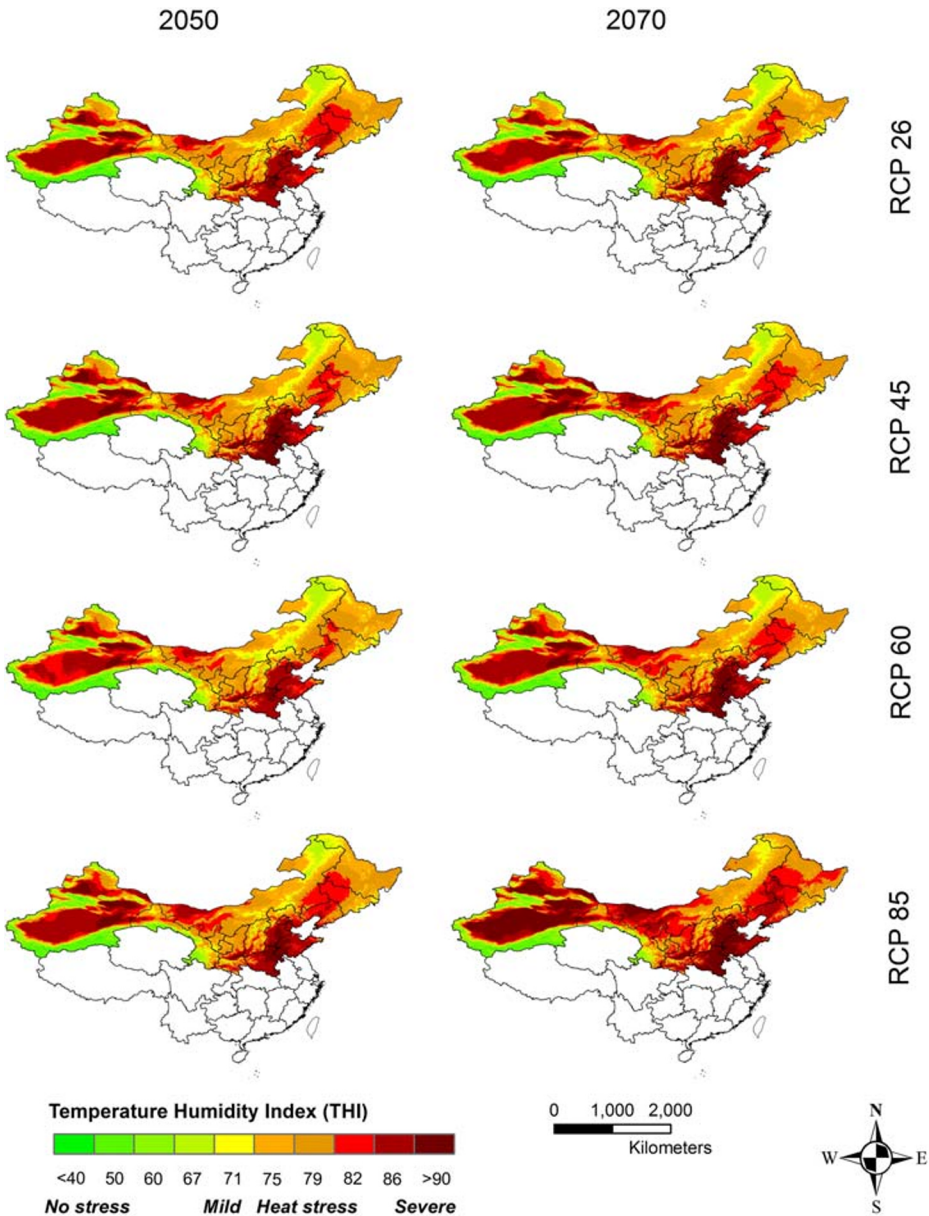 2050 2070
RCP 26
RCP 45
RCP 60
RCP 85
Temperature Humidity Index (THI)
<40 50 60 67 71 75 79 82 86 >90
No stress Mild Heat stress Severe
0 1,000 2,000
Kilometers
N
W E
S